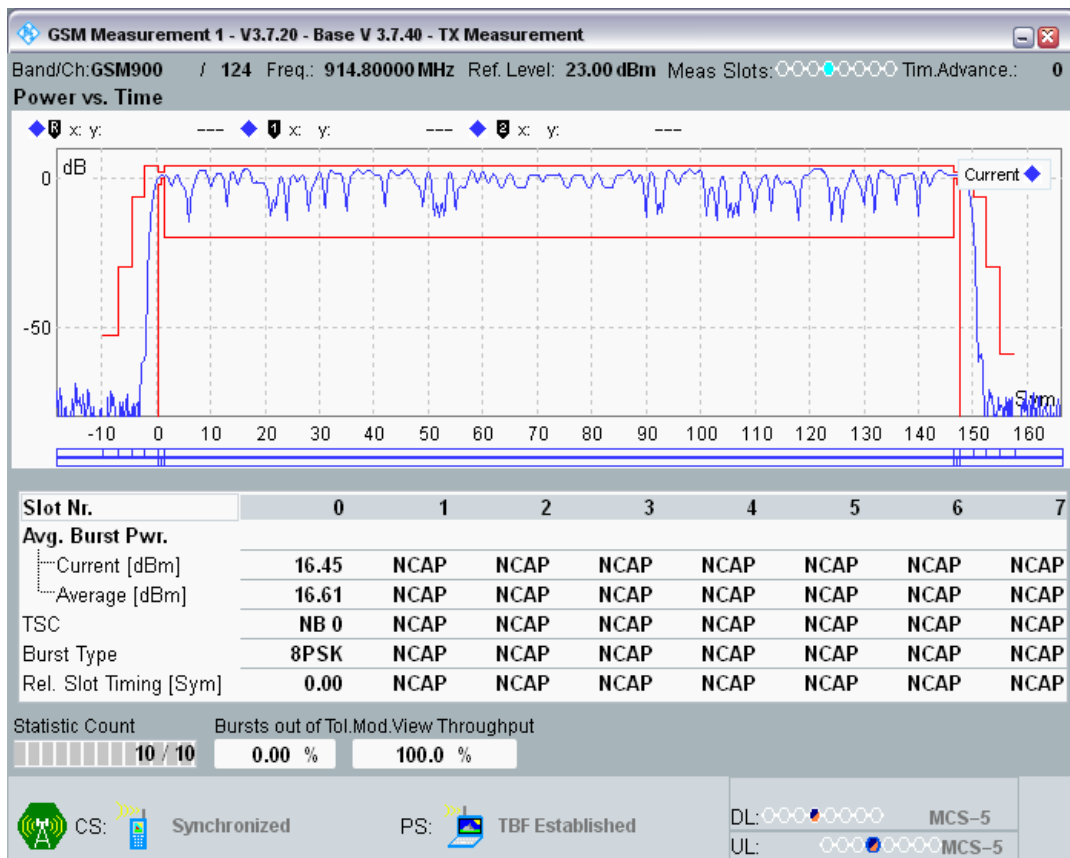 GSM Measurement 1 - V3.7.20 - Base V 3.7.40 - TX Measurement
Band/Ch:GSM900 / 124 Freq.: 914.80000 MHz Ref. Level: 23.00 dBm Meas Slots: Tim.Advance.: 0
Power vs. Time
R x: y: --- 1 x: y: --- 2 x: y: ---
dB
Current
0
-50
Sym
-10 0 10 20 30 40 50 60 70 80 90 100 110 120 130 140 150 160
Slot Nr. 0 1 2 3 4 5 6 7
Avg. Burst Pwr.
Current [dBm] 16.45 NCAP NCAP NCAP NCAP NCAP NCAP NCAP
Average [dBm] 16.61 NCAP NCAP NCAP NCAP NCAP NCAP NCAP
TSC NB 0 NCAP NCAP NCAP NCAP NCAP NCAP NCAP
Burst Type 8PSK NCAP NCAP NCAP NCAP NCAP NCAP NCAP
Rel. Slot Timing [Sym] 0.00 NCAP NCAP NCAP NCAP NCAP NCAP NCAP
Statistic Count Bursts out of Tol. Mod.View Throughput
10 / 10 0.00 % 100.0 %
CS: Synchronized PS: TBF Established
DL: MCS-5
UL: MCS-5